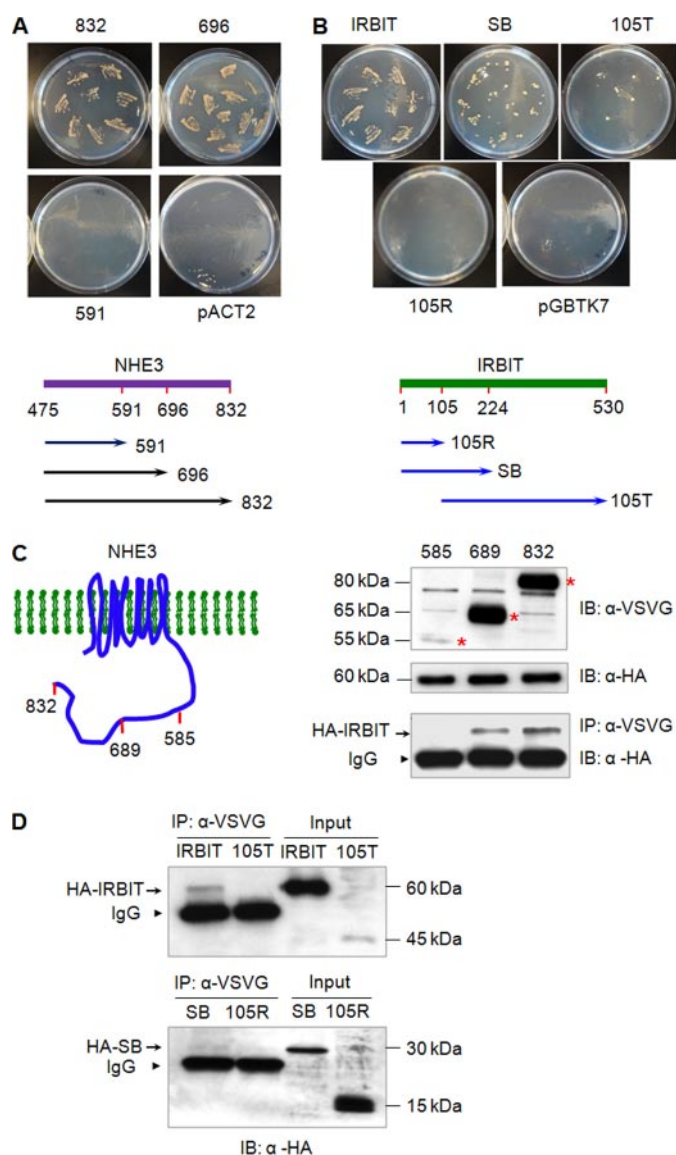 A
832
696
591
pACT2
B
IRBIT
SB
105T
105R
pGBTK7
NHE3
475
591
696
832
591
696
832
IRBIT
1
105
224
530
105R
SB
105T
C
NHE3
832
689
585
585 689 832
80 kDa
*
65
*
IB: α-VSVG
55
*
60 kDa
IB: α-HA
HA-IRBIT
IP: α-VSVG
IgG
IB: α -HA
D
IP: α-VSVG Input
IRBIT 105T IRBIT 105T
HA-IRBIT
60 kDa
IgG
45 kDa
IP: α-VSVG Input
SB 105R SB 105R
HA-SB
30 kDa
IgG
15 kDa
IB: α -HA